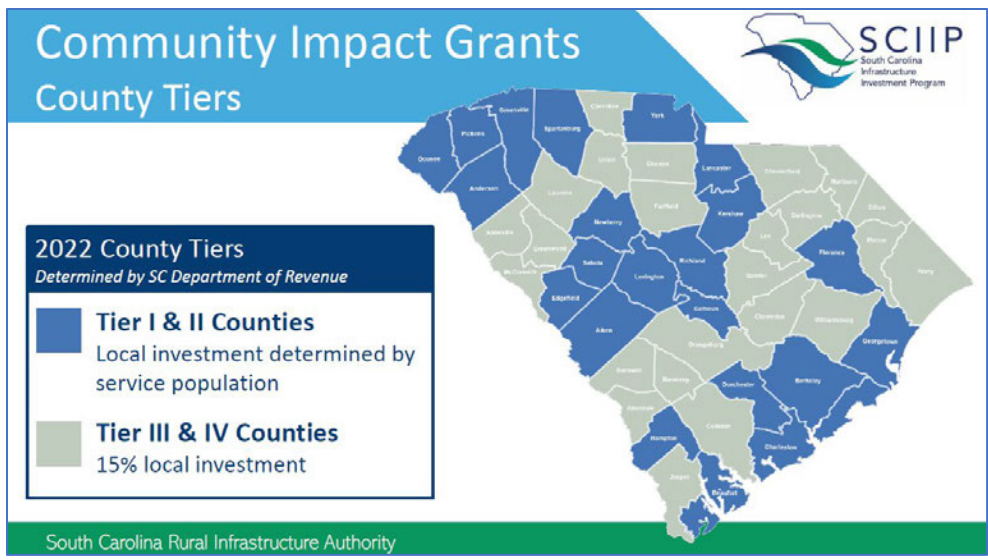 Community Impact Grants
County Tiers
SCIIP
South Carolina
Infrastructure
Investment Program
2022 County Tiers
Determined by SC Department of Revenue
Tier I & II Counties
Local investment determined by
service population
Tier III & IV Counties
15% local investment
Cherokee
York
Greenville
Spartanburg
Pickens
Oconee
Union
Chester
Lancaster
Chesterfield
Marlboro
Anderson
Laurens
Fairfield
Kershaw
Darlington
Dillon
Newberry
Lee
Marion
Abbeville
Greenwood
Florence
Horry
Saluda
Lexington
Richland
Sumter
McCormick
Edgefield
Calhoun
Clarendon
Williamsburg
Aiken
Georgetown
Orangeburg
Barnwell
Bamberg
Dorchester
Berkeley
Allendale
Colleton
Hampton
Charleston
Jasper
Beaufort
South Carolina Rural Infrastructure Authority